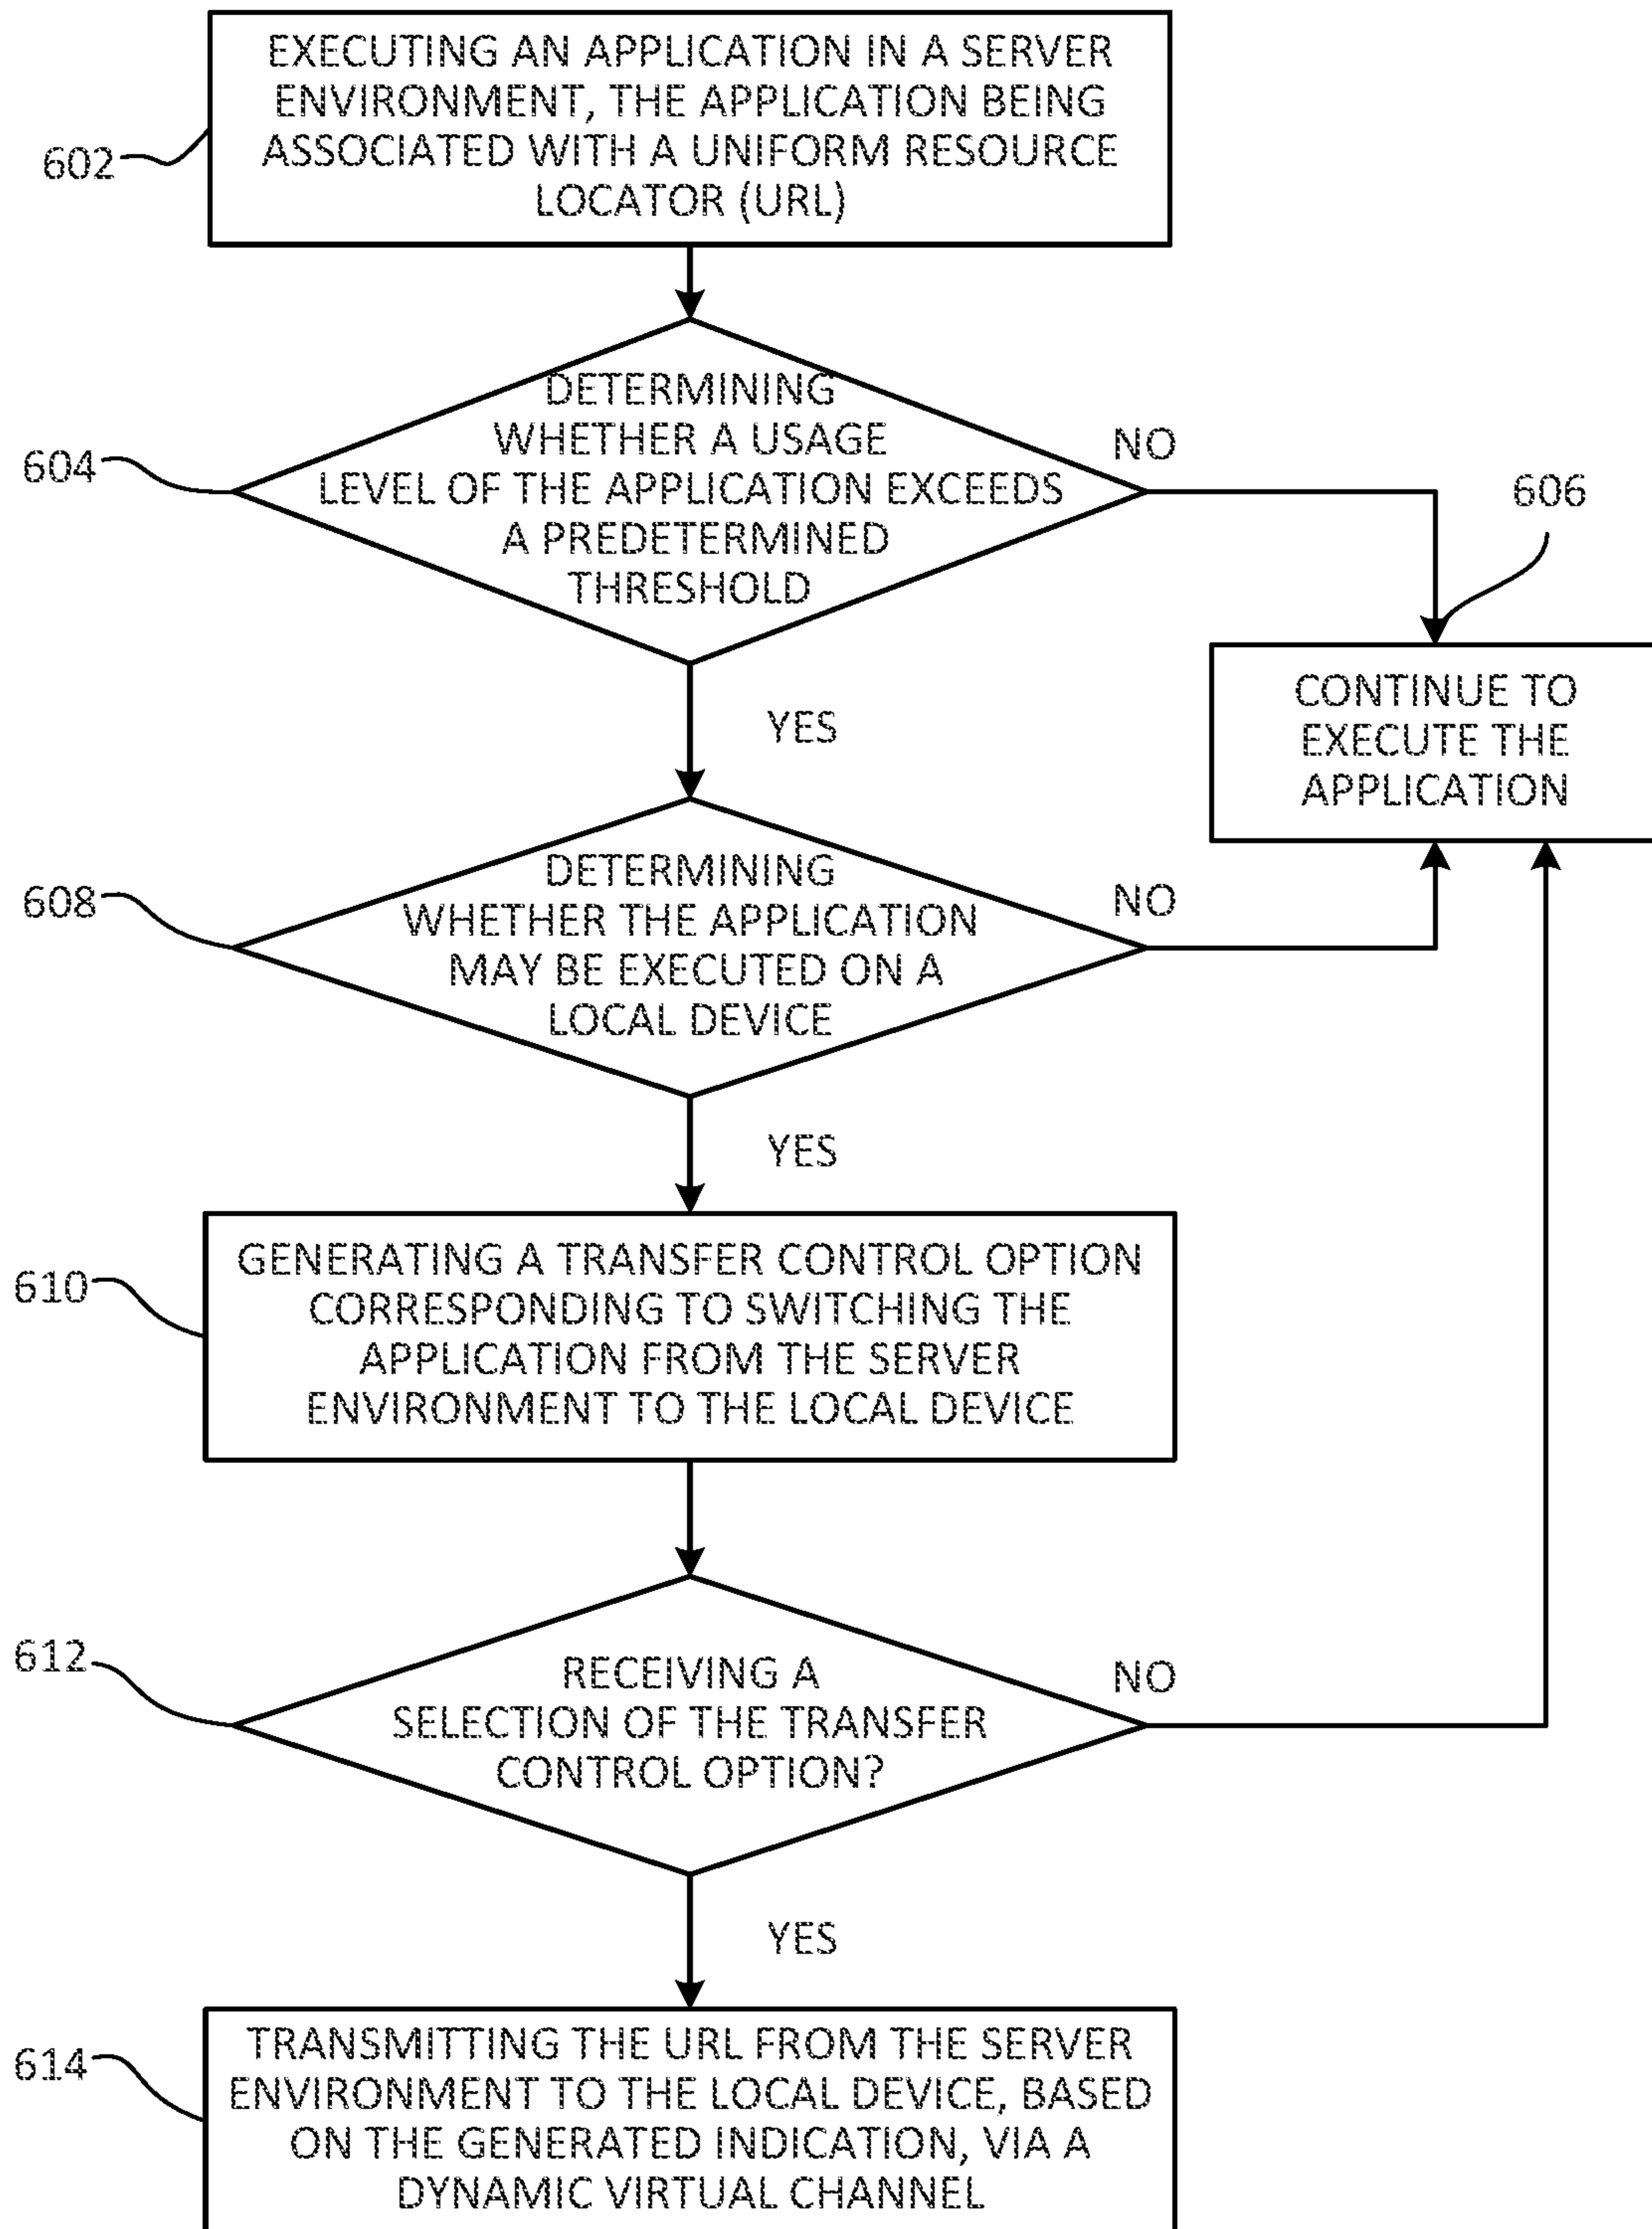 EXECUTING AN APPLICATION IN A SERVER
ENVIRONMENT, THE APPLICATION BEING
ASSOCIATED WITH A UNIFORM RESOURCE
LOCATOR (URL)
602
DETERMINING
WHETHER A USAGE
LEVEL OF THE APPLICATION EXCEEDS
A PREDETERMINED
THRESHOLD
604
NO
606
YES
CONTINUE TO
EXECUTE THE
APPLICATION
DETERMINING
WHETHER THE APPLICATION
MAY BE EXECUTED ON A
LOCAL DEVICE
608
NO
YES
GENERATING A TRANSFER CONTROL OPTION
CORRESPONDING TO SWITCHING THE
APPLICATION FROM THE SERVER
ENVIRONMENT TO THE LOCAL DEVICE
610
RECEIVING A
SELECTION OF THE TRANSFER
CONTROL OPTION?
612
NO
YES
TRANSMITTING THE URL FROM THE SERVER
ENVIRONMENT TO THE LOCAL DEVICE, BASED
ON THE GENERATED INDICATION, VIA A
DYNAMIC VIRTUAL CHANNEL
614